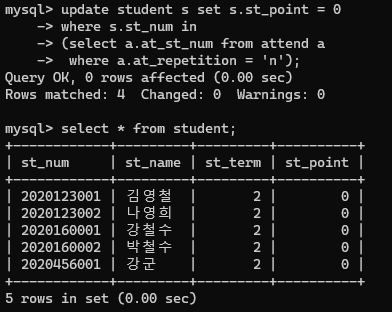 mysql> update student s set s.st_point = 0
    -> where s.st_num in
    -> (select a.at_st_num from attend a
    ->  where a.at_repetition = 'n');
Query OK, 0 rows affected (0.00 sec)
Rows matched: 4  Changed: 0  Warnings: 0

mysql> select * from student;
+------------+---------+---------+----------+
| st_num     | st_name | st_term | st_point |
+------------+---------+---------+----------+
| 2020123001 | 김영철  |       2 |        0 |
| 2020123002 | 나영희  |       2 |        0 |
| 2020160001 | 강철수  |       2 |        0 |
| 2020160002 | 박철수  |       2 |        0 |
| 2020456001 | 강군    |       2 |        0 |
+------------+---------+---------+----------+
5 rows in set (0.00 sec)